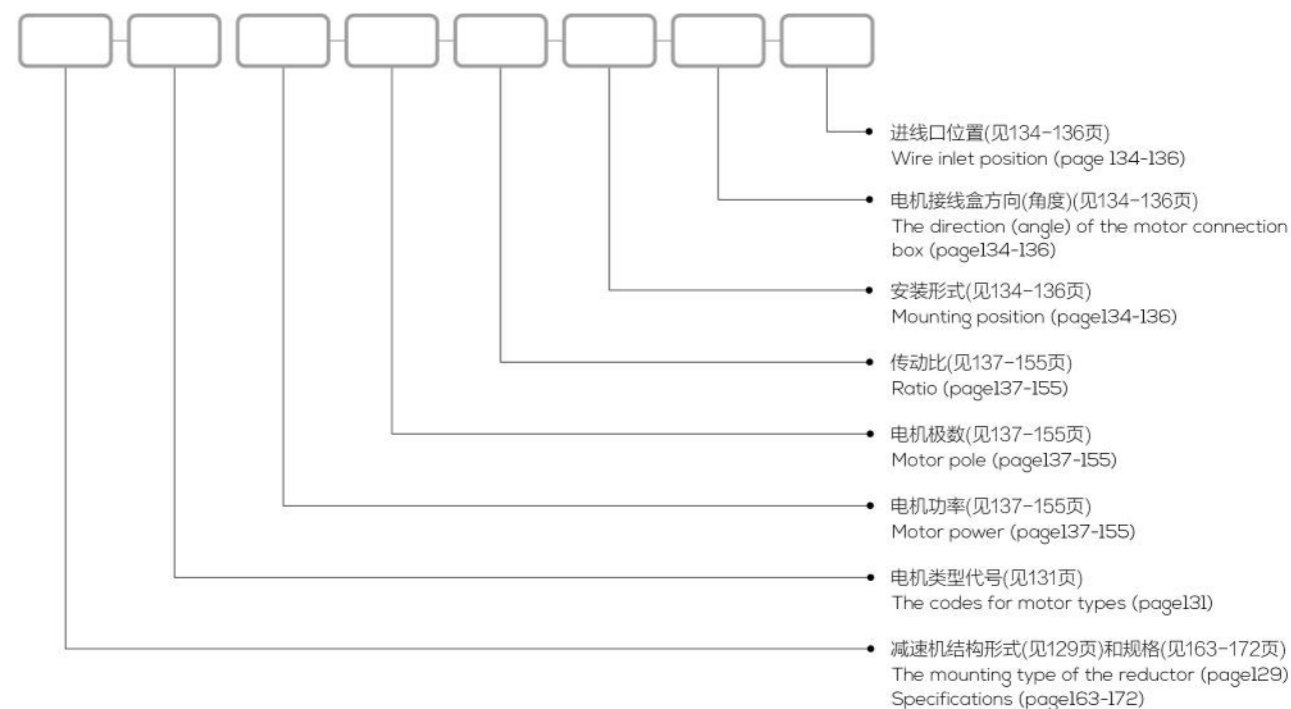 进线口位置(见134-136页)
Wire inlet position (page 134-136)
电机接线盒方向(角度)(见134-136页)
The direction (angle) of the motor connection
box (page134-136)
安装形式(见134-136页)
Mounting position (page134-136)
传动比(见137-155页)
Ratio (page137-155)
电机极数(见137-155页)
Motor pole (page137-155)
电机功率(见137-155页)
Motor power (page137-155)
电机类型代号(见131页)
The codes for motor types (page131)
减速机结构形式(见129页)和规格(见163-172页)
The mounting type of the reductor (page129)
Specifications (page163-172)